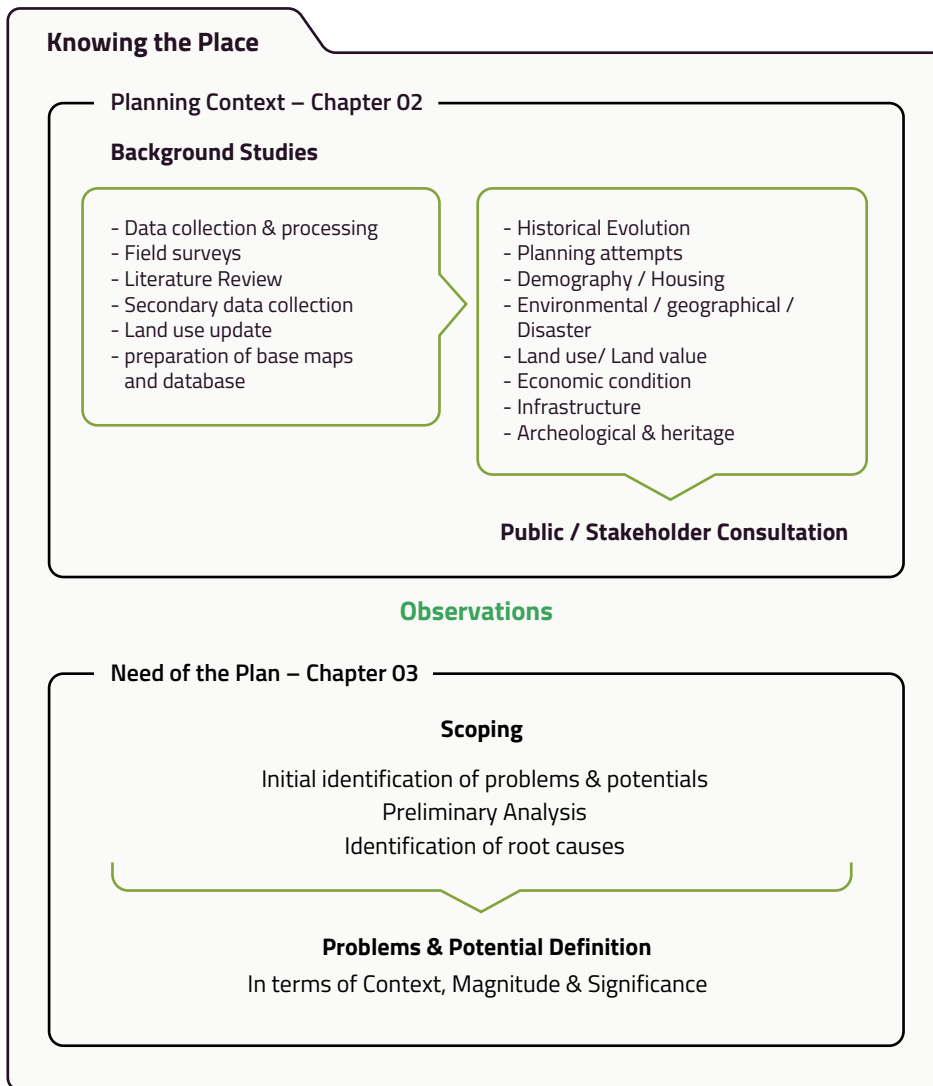 Knowing the Place
Planning Context – Chapter 02
Background Studies
- Data collection & processing
- Field surveys
- Literature Review
- Secondary data collection
- Land use update
- preparation of base maps
and database
- Historical Evolution
- Planning attempts
- Demography / Housing
- Environmental / geographical /
Disaster
- Land use/ Land value
- Economic condition
- Infrastructure
- Archeological & heritage
Public / Stakeholder Consultation
Observations
Need of the Plan – Chapter 03
Scoping
Initial identification of problems & potentials
Preliminary Analysis
Identification of root causes
Problems & Potential Definition
In terms of Context, Magnitude & Significance